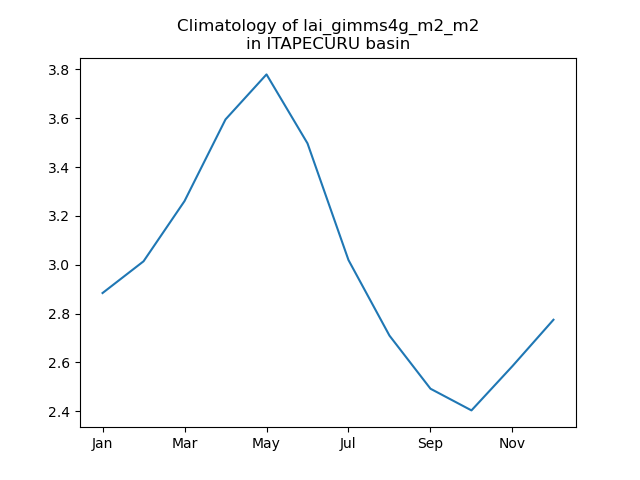 Climatology of lai_gimms4g_m2_m2
in ITAPECURU basin
3.8
3.6
3.4
3.2
3.0
2.8
2.6
2.4
Jan Mar May Jul Sep Nov